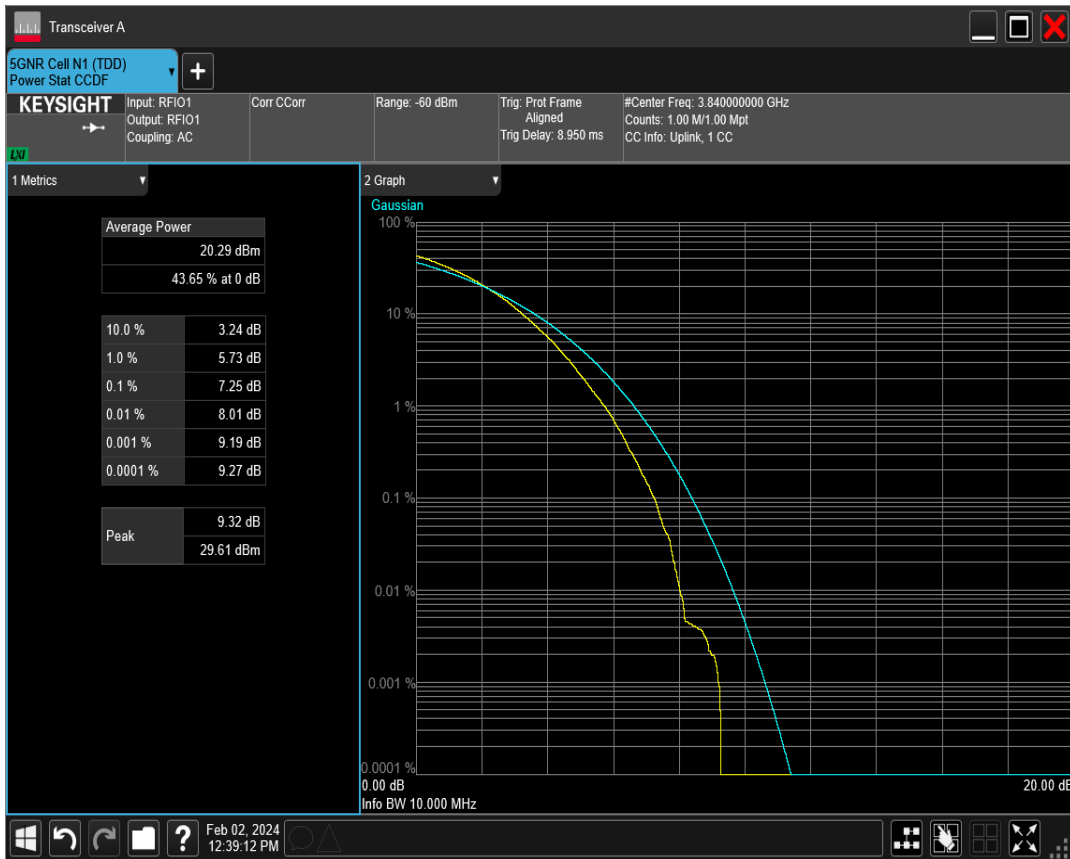 Transceiver A
5GNR Cell N1 (TDD)
Power Stat CCDF
+
KEYSIGHT
LXI
Input: RFIO1
Output: RFIO1
Coupling: AC
Corr CCorr
Range: -60 dBm
Trig: Prot Frame
Aligned
Trig Delay: 8.950 ms
#Center Freq: 3.840000000 GHz
Counts: 1.00 M/1.00 Mpt
CC Info: Uplink, 1 CC
1 Metrics
Average Power
20.29 dBm
43.65 % at 0 dB
10.0 % 3.24 dB
1.0 % 5.73 dB
0.1 % 7.25 dB
0.01 % 8.01 dB
0.001 % 9.19 dB
0.0001 % 9.27 dB
Peak
9.32 dB
29.61 dBm
2 Graph
Gaussian
100 %
10 %
1 %
0.1 %
0.01 %
0.001 %
0.0001 %
0.00 dB 20.00 dB
Info BW 10.000 MHz
?
Feb 02, 2024
12:39:12 PM